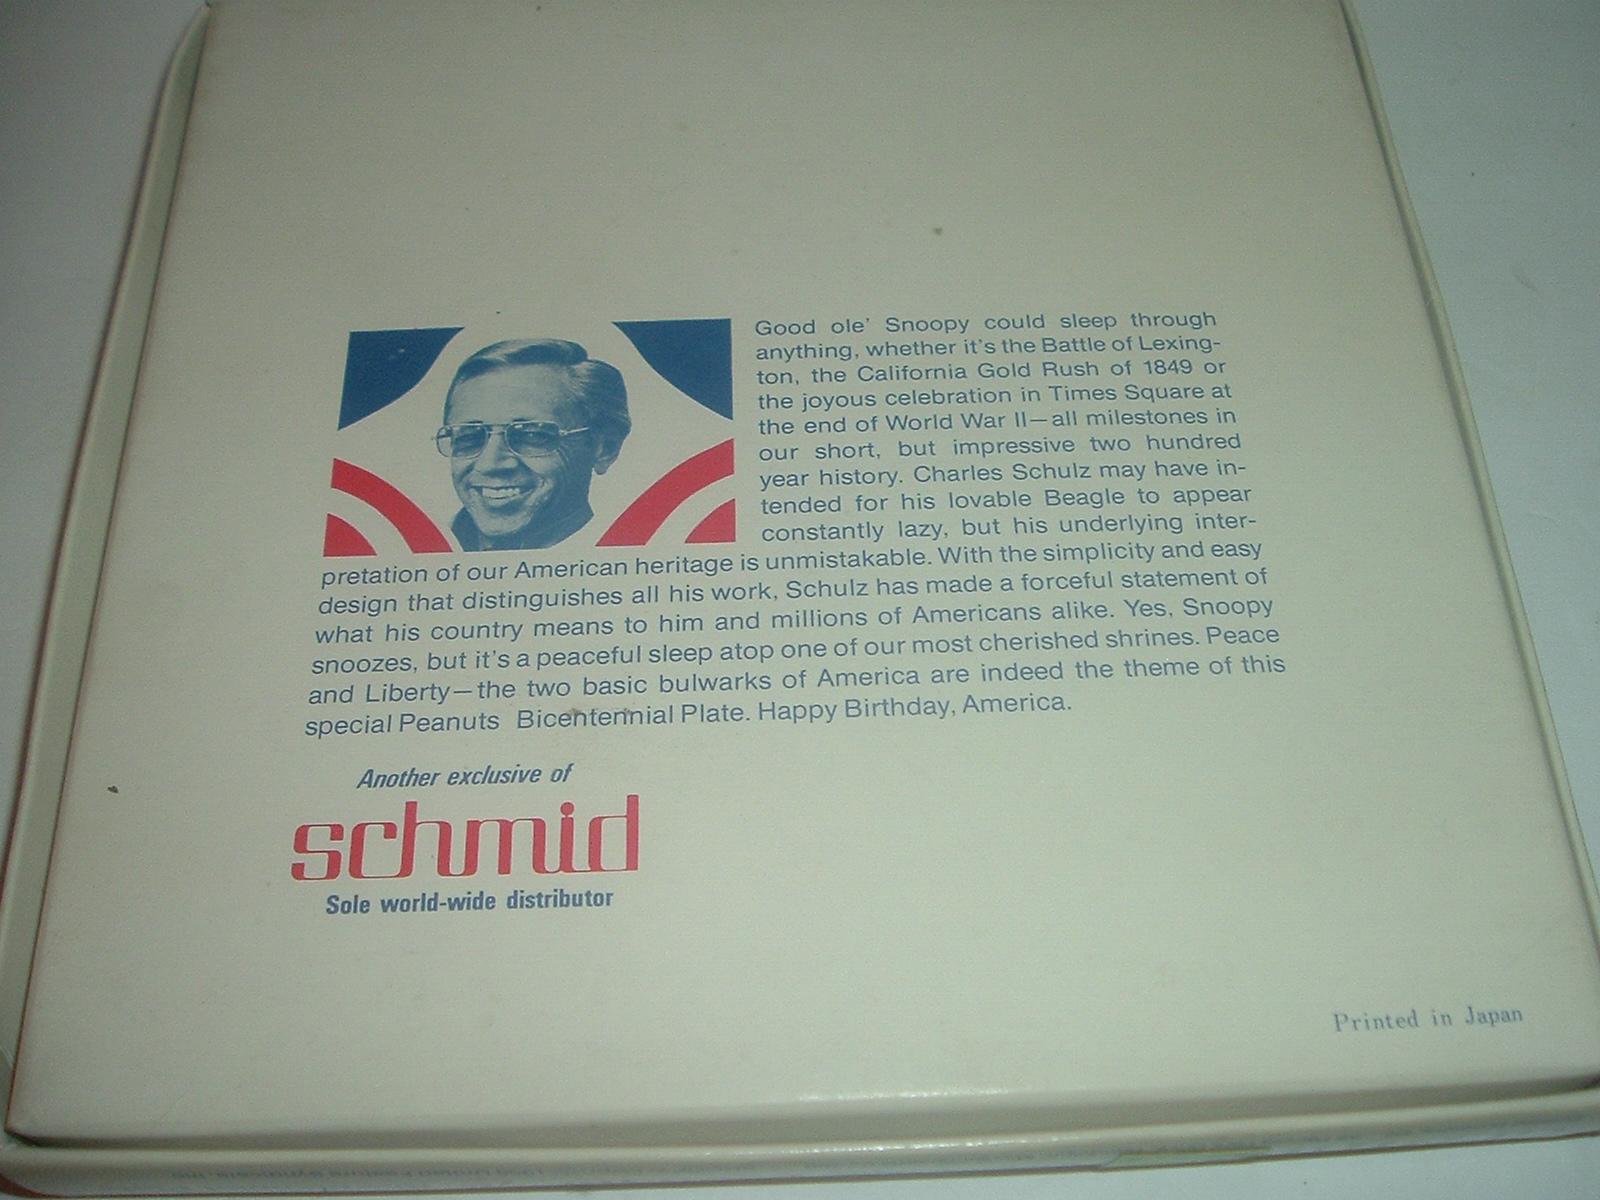 Good ole' Snoopy could sleep through
anything, whether it's the Battle of Lexing-
ton, the California Gold Rush of 1849 or
the joyous celebration in Times Square at
the end of World War II—all milestones in
our short, but impressive two hundred
year history. Charles Schulz may have in-
tended for his lovable Beagle to appear
constantly lazy, but his underlying inter-
pretation of our American heritage is unmistakable. With the simplicity and easy
design that distinguishes all his work, Schulz has made a forceful statement of
what his country means to him and millions of Americans alike. Yes, Snoopy
snoozes, but it's a peaceful sleep atop one of our most cherished shrines. Peace
and Liberty—the two basic bulwarks of America are indeed the theme of this
special Peanuts Bicentennial Plate. Happy Birthday, America.
Another exclusive of
schmid
Sole world-wide distributor
Printed in Japan